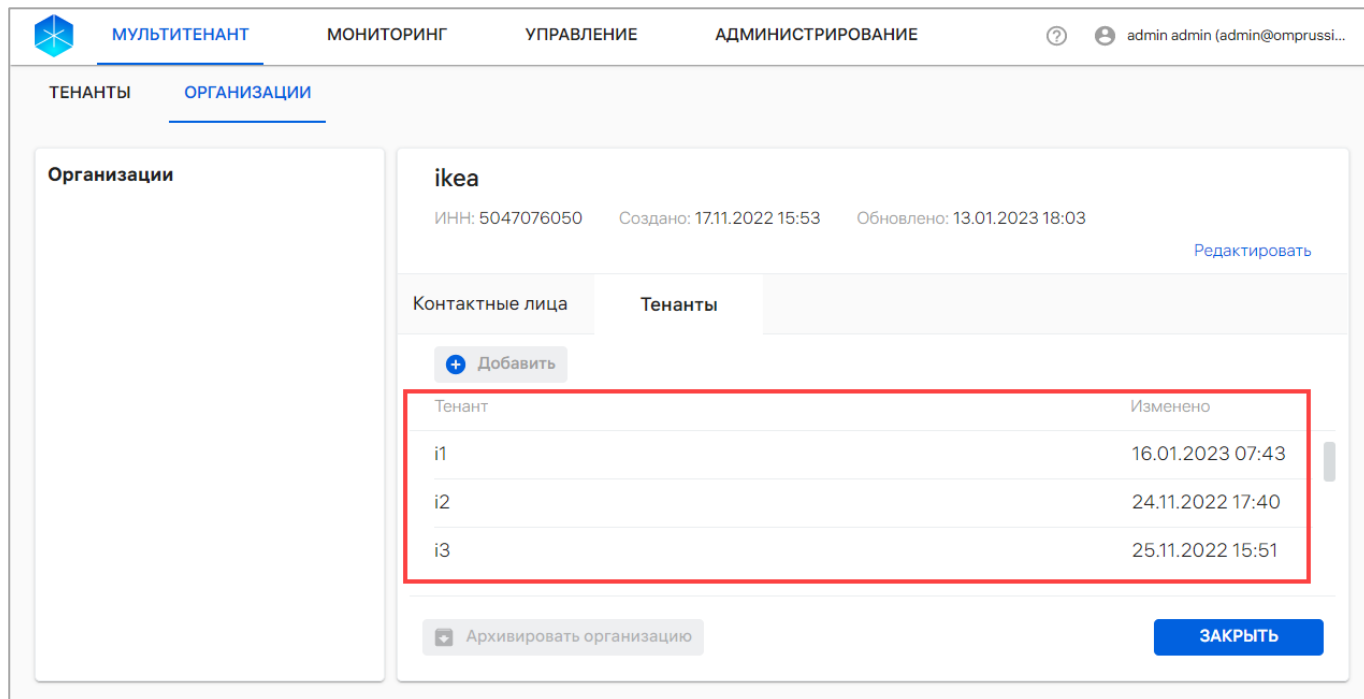 МУЛЬТИТЕНАНТ МОНИТОРИНГ УПРАВЛЕНИЕ АДМИНИСТРИРОВАНИЕ admin admin (admin@omprussi...
ТЕНАНТЫ ОРГАНИЗАЦИИ
Организации
ikea
ИНН: 5047076050 Создано: 17.11.2022 15:53 Обновлено: 13.01.2023 18:03
Редактировать
Контактные лица Тенанты
Добавить
Тенант Изменено
i1 16.01.2023 07:43
i2 24.11.2022 17:40
i3 25.11.2022 15:51
Архивировать организацию ЗАКРЫТЬ